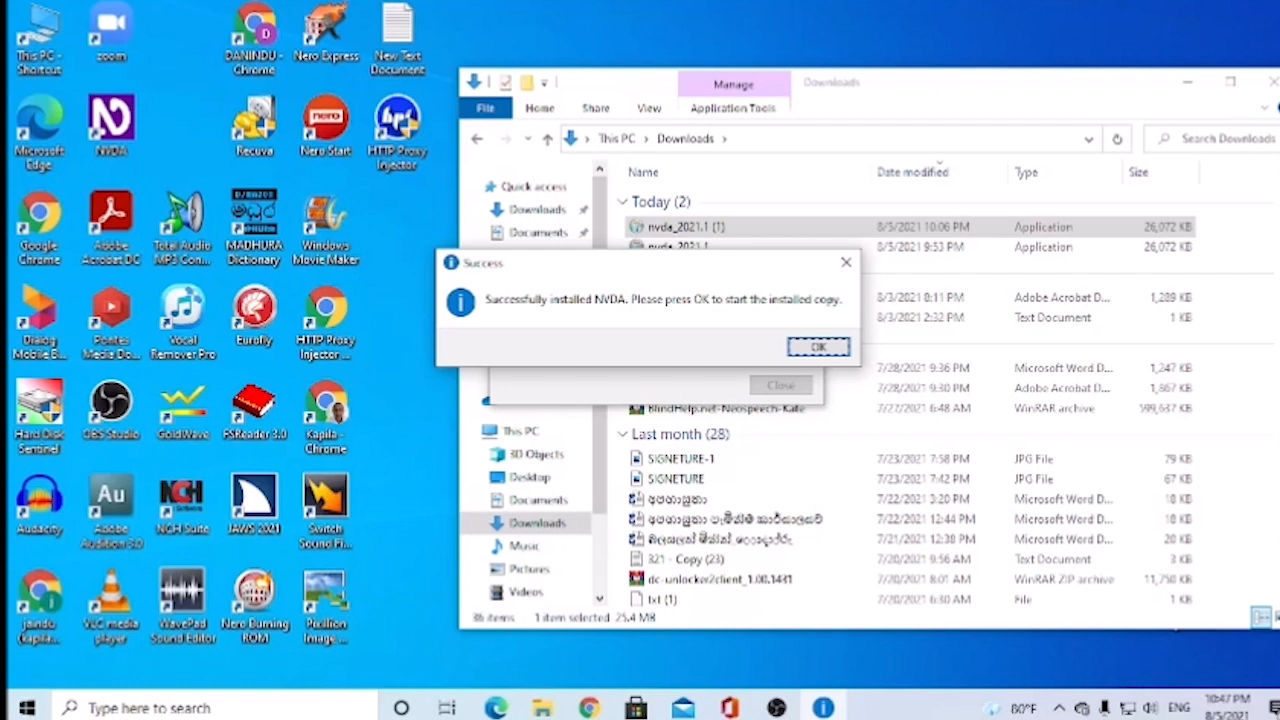 This PC -
Shortcut
zoom
DANINDU -
Chrome
Nero Express
New Text
Document
Microsoft
Edge
NVDA
Recuva
Nero Start
HTTP Proxy
Injector
Google
Chrome
Adobe
Acrobat DC
Total Audio
MP3 Con...
MADHURA
Dictionary
Windows
Movie Maker
Dialog
Mobile B...
Pontes
Media Do...
Vocal
Remover Pro
Eurofly
HTTP Proxy
Injector ...
Hard Disk
Sentinel
OBS Studio
GoldWave
FSReader 3.0
Kapila -
Chrome
Audacity
Adobe
Audition 3.0
NCH Suite
JAWS 2021
Switch
Sound Fi...
jaindu
(kapila...
VLC media
player
WavePad
Sound Editor
Nero Burning
ROM
Pixillion
Image...
Manage
Downloads
File
Home
Share
View
Application Tools
This PC
Downloads
Search Downloads
Name
Date modified
Type
Size
Quick access
Downloads
Documents
Today (2)
nvda_2021.1 (1) 8/5/2021 10:06 PM Application 26,072 KB
nvda_2021.1 8/5/2021 9:53 PM Application 26,072 KB
Success
Successfully installed NVDA. Please press OK to start the installed copy.
OK
Close
8/3/2021 8:11 PM Adobe Acrobat D... 1,289 KB
8/3/2021 2:32 PM Text Document 1 KB
7/28/2021 9:36 PM Microsoft Word D... 1,247 KB
7/28/2021 9:30 PM Adobe Acrobat D... 1,867 KB
BlindHelp.net-Neospeech-Kate 7/27/2021 6:48 AM WinRAR archive 599,637 KB
Last month (28)
SIGNETURE-1 7/23/2021 7:58 PM JPG File 79 KB
SIGNETURE 7/23/2021 7:42 PM JPG File 67 KB
7/22/2021 3:20 PM Microsoft Word D... 18 KB
7/22/2021 12:44 PM Microsoft Word D... 18 KB
7/21/2021 12:38 PM Microsoft Word D... 20 KB
321 - Copy (23) 7/20/2021 9:56 AM Text Document 3 KB
dc-unlocker2client_1.00.1431 7/20/2021 8:01 AM WinRAR ZIP archive 11,750 KB
txt (1) 7/20/2021 6:30 AM File 1 KB
This PC
3D Objects
Desktop
Documents
Downloads
Music
Pictures
Videos
36 items 1 item selected 25.4 MB
Type here to search
80°F
ENG
10:47 PM
8/5/2021